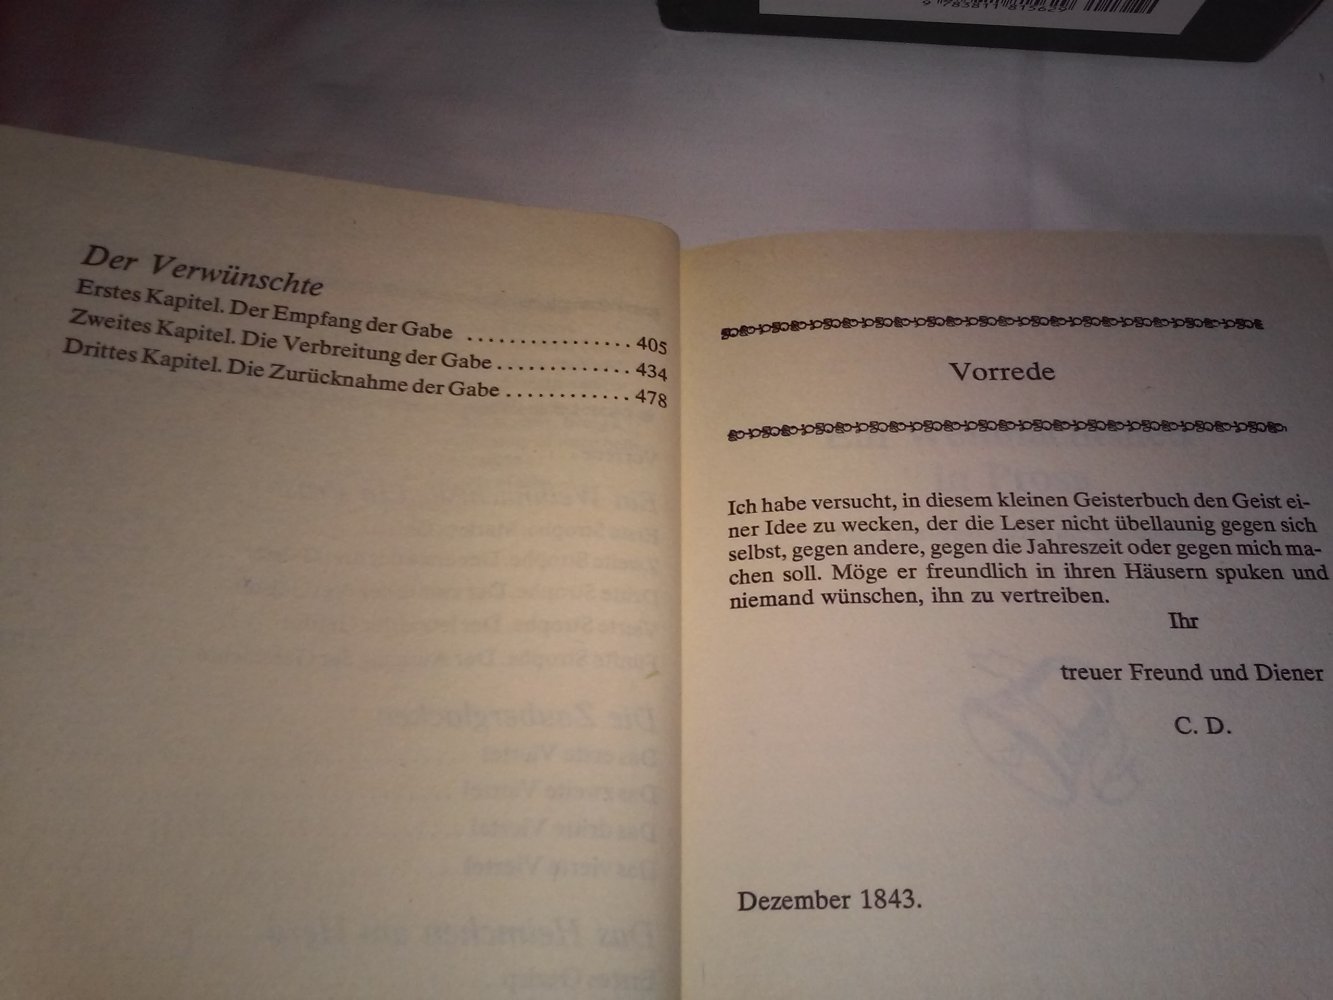 9 783811 815629
Der Verwünschte
Erstes Kapitel. Der Empfang der Gabe ................ 405
Zweites Kapitel. Die Verbreitung der Gabe ............. 434
Drittes Kapitel. Die Zurücknahme der Gabe ............ 478
Vorrede
Ich habe versucht, in diesem kleinen Geisterbuch den Geist ei-
ner Idee zu wecken, der die Leser nicht übellaunig gegen sich
selbst, gegen andere, gegen die Jahreszeit oder gegen mich ma-
chen soll. Möge er freundlich in ihren Häusern spuken und
niemand wünschen, ihn zu vertreiben.
Ihr
treuer Freund und Diener
C. D.
Dezember 1843.